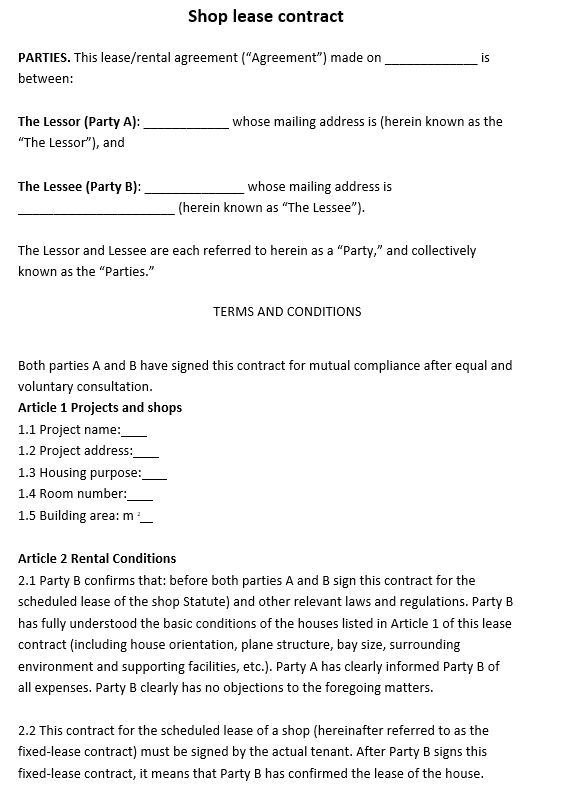 Shop lease contract
PARTIES. This lease/rental agreement (“Agreement”) made on _____________ is
between:
The Lessor (Party A): ____________ whose mailing address is (herein known as the
“The Lessor”), and
The Lessee (Party B): ______________ whose mailing address is
______________________ (herein known as “The Lessee”).
The Lessor and Lessee are each referred to herein as a “Party,” and collectively
known as the “Parties.”
TERMS AND CONDITIONS
Both parties A and B have signed this contract for mutual compliance after equal and
voluntary consultation.
Article 1 Projects and shops
1.1 Project name:____
1.2 Project address:____
1.3 Housing purpose:____
1.4 Room number:____
1.5 Building area: m ²__
Article 2 Rental Conditions
2.1 Party B confirms that: before both parties A and B sign this contract for the
scheduled lease of the shop Statute) and other relevant laws and regulations. Party B
has fully understood the basic conditions of the houses listed in Article 1 of this lease
contract (including house orientation, plane structure, bay size, surrounding
environment and supporting facilities, etc.). Party A has clearly informed Party B of
all expenses. Party B clearly has no objections to the foregoing matters.
2.2 This contract for the scheduled lease of a shop (hereinafter referred to as the
fixed-lease contract) must be signed by the actual tenant. After Party B signs this
fixed-lease contract, it means that Party B has confirmed the lease of the house.